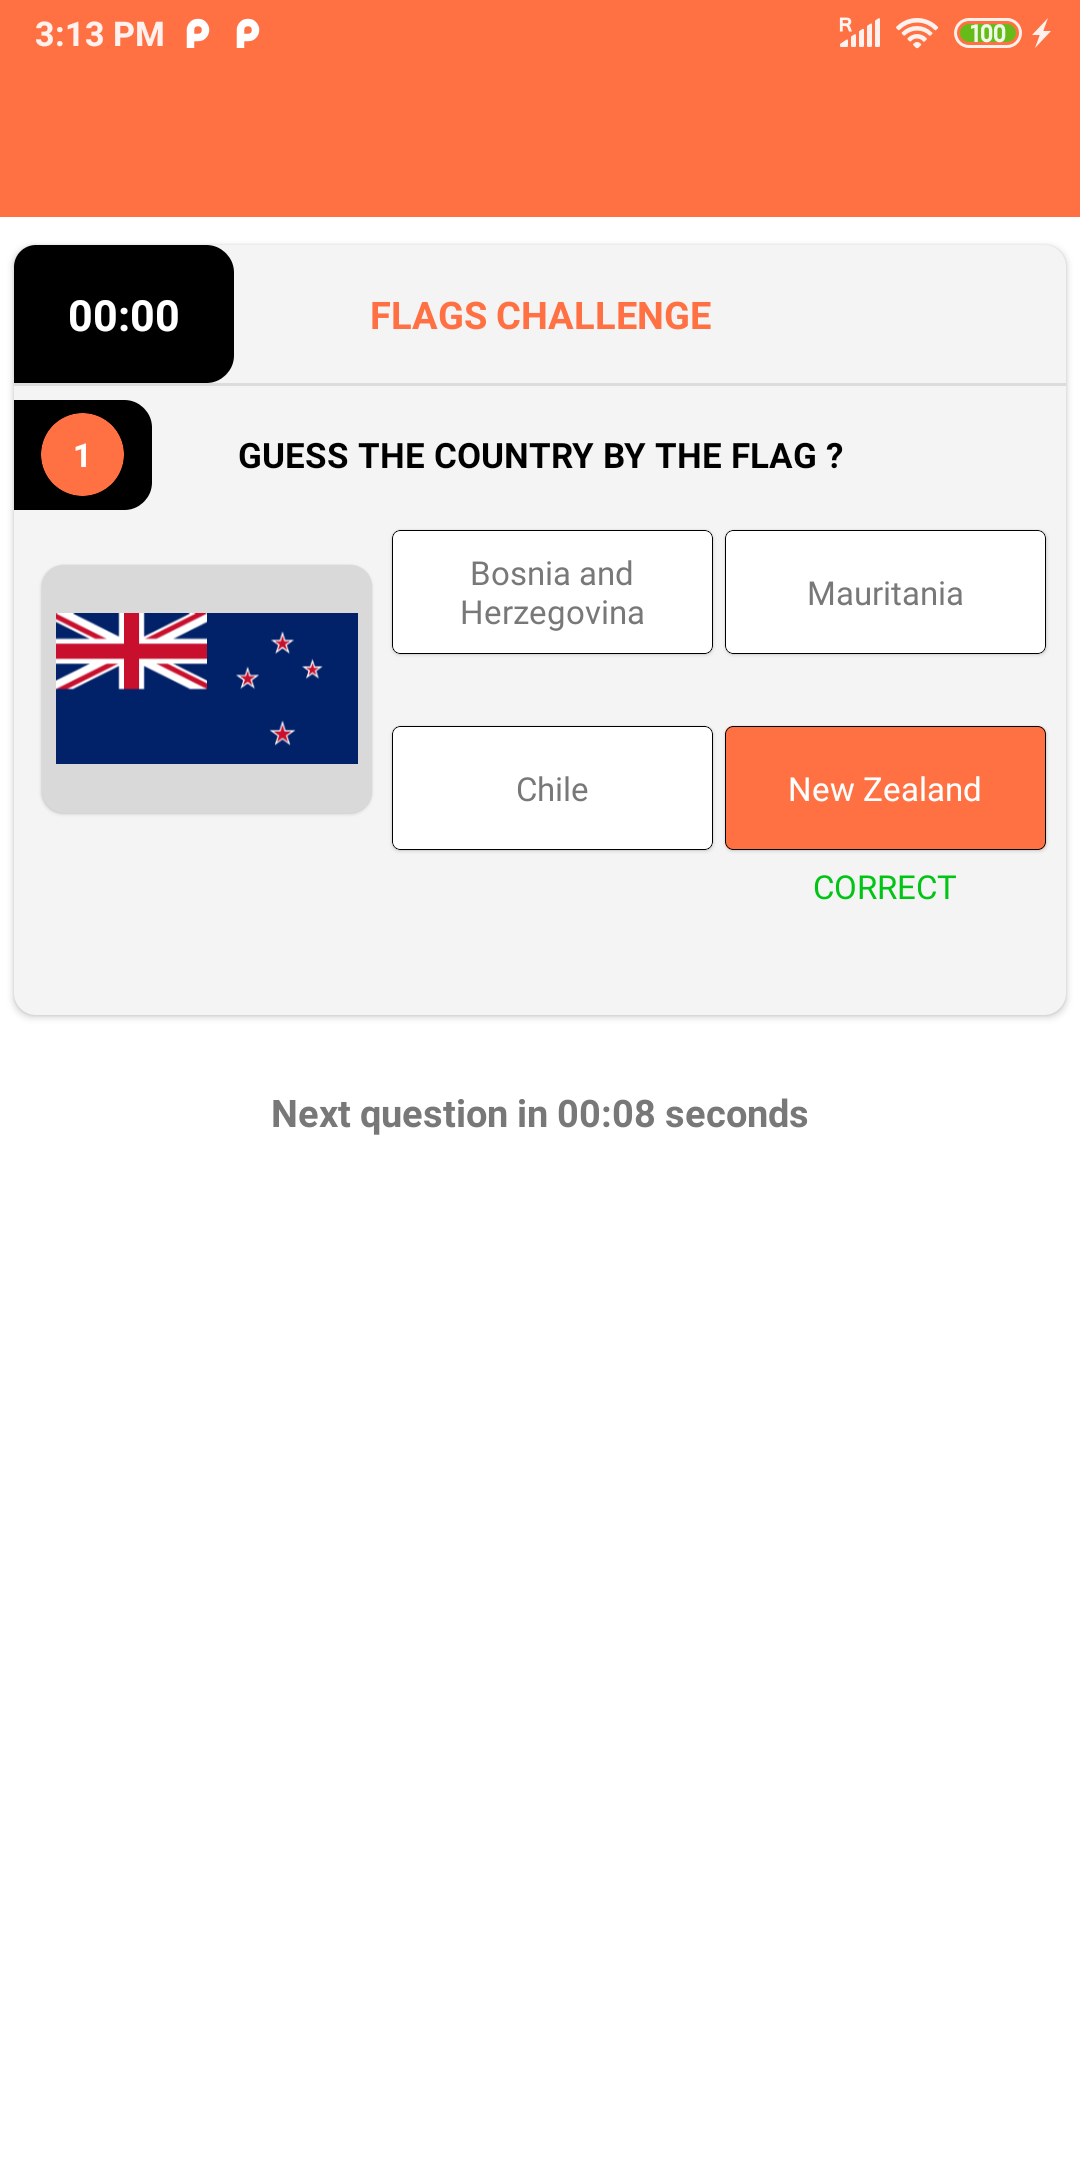 3:13 PM
R
100
00:00
FLAGS CHALLENGE
1
GUESS THE COUNTRY BY THE FLAG ?
Bosnia and
Herzegovina
Mauritania
Chile
New Zealand
CORRECT
Next question in 00:08 seconds